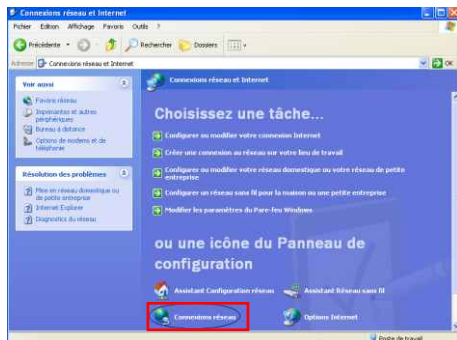 Connexions réseau et Internet
Fichier Edition Affichage Favoris Outils ?
Précédente Rechercher Dossiers
Adresse Connexions réseau et Internet OK
Voir aussi
Favoris réseau
Imprimantes et autres
périphériques
Bureau à distance
Options de modems et de
téléphonie
Résolution des problèmes
Mise en réseau domestique ou
de petite entreprise
Internet Explorer
Diagnostics du réseau
Connexions réseau et Internet
Choisissez une tâche...
Configurer ou modifier votre connexion Internet
Créer une connexion au réseau sur votre lieu de travail
Configurer ou modifier votre réseau domestique ou votre réseau de petite
entreprise
Configurer un réseau sans fil pour la maison ou une petite entreprise
Modifier les paramètres du Pare-feu Windows
ou une icône du Panneau de
configuration
Assistant Configuration réseau Assistant Réseau sans fil
Connexions réseau Options Internet
Poste de travail